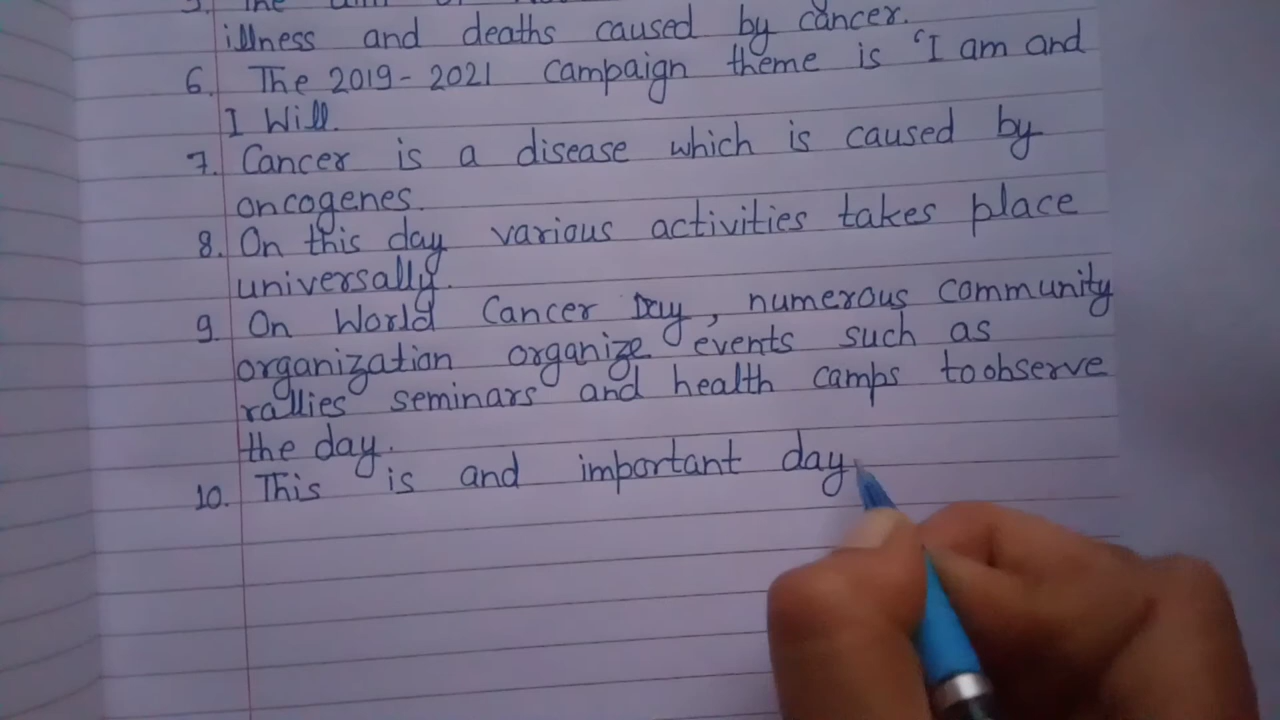 illness and deaths caused by cancer.
6. The 2019-2021 campaign theme is 'I am and
I Will.
7. Cancer is a disease which is caused by
oncogenes.
8. On this day various activities takes place
universally.
9. On World Cancer Day, numerous community
organization organize events such as
rallies seminars and health camps to observe
the day.
10. This is and important day